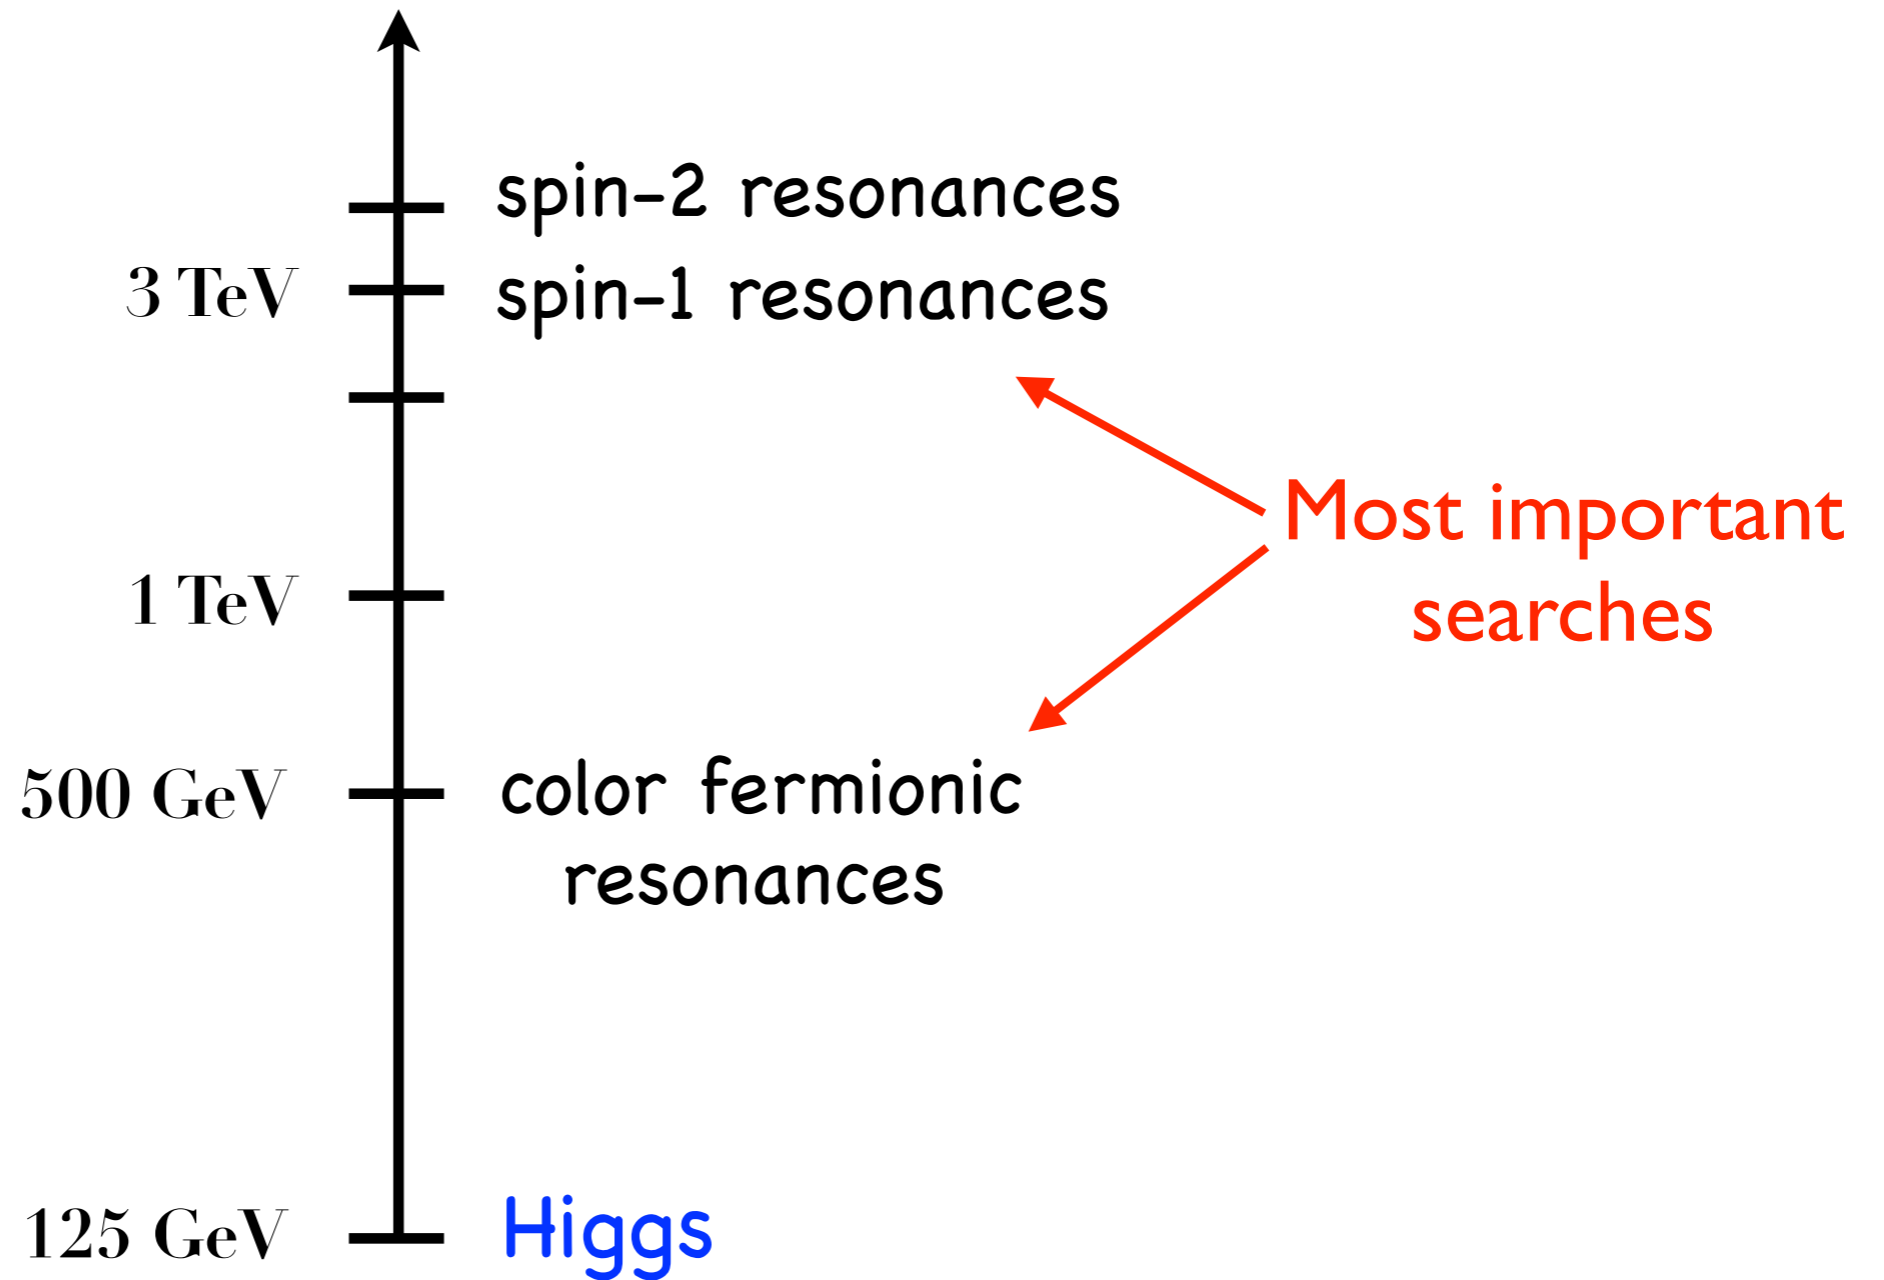 spin-2 resonances
3 TeV spin-1 resonances
Most important
searches
1 TeV
500 GeV color fermionic
resonances
125 GeV Higgs